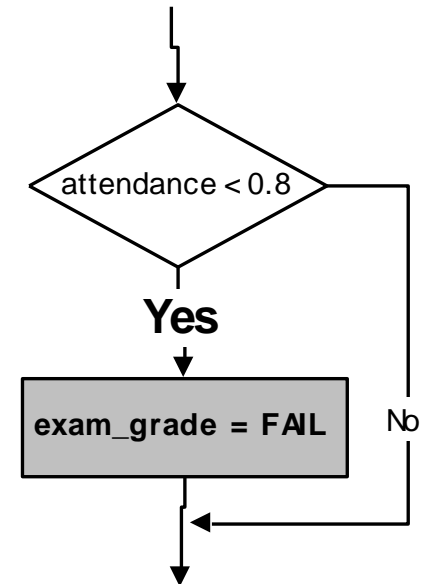 attendance < 0.8
Yes
exam_grade = FAIL
No